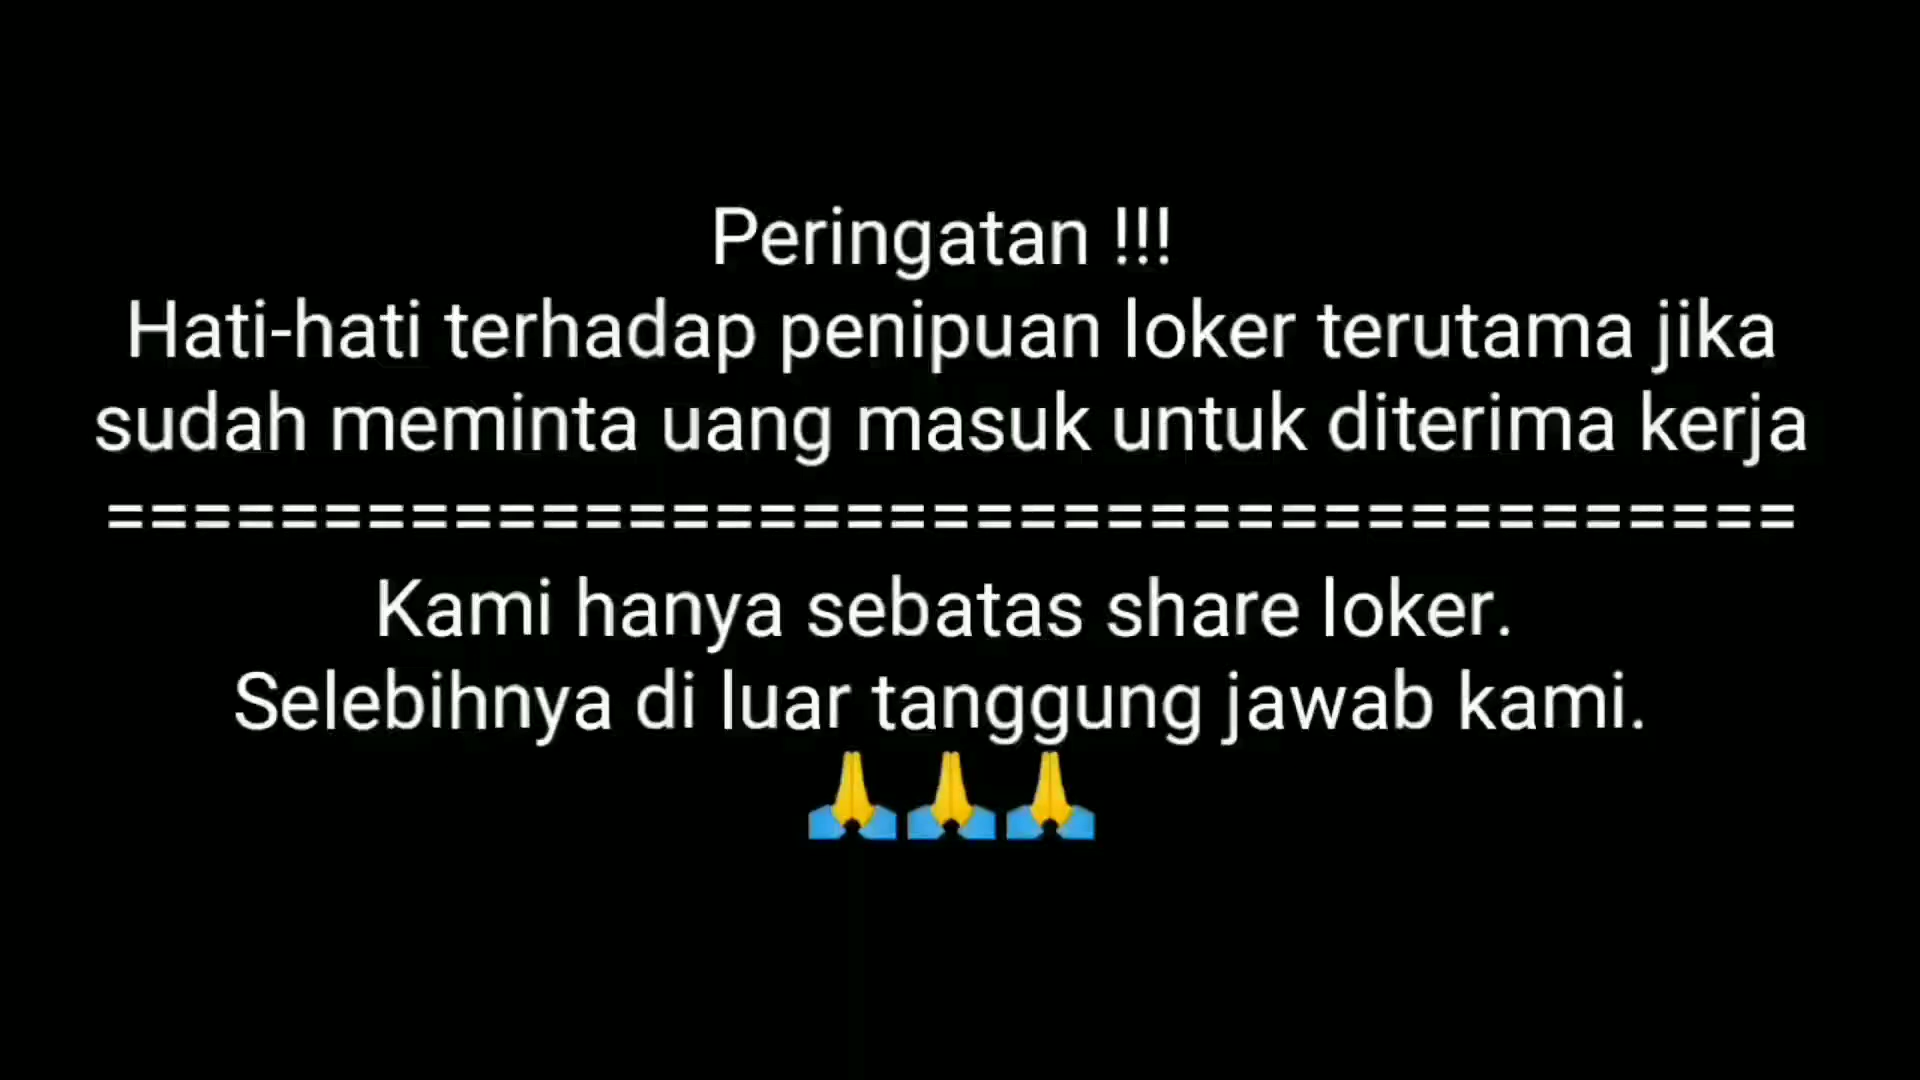 Peringatan !!!
Hati-hati terhadap penipuan loker terutama jika
sudah meminta uang masuk untuk diterima kerja
=======================================
Kami hanya sebatas share loker.
Selebihnya di luar tanggung jawab kami.
🙏🙏🙏